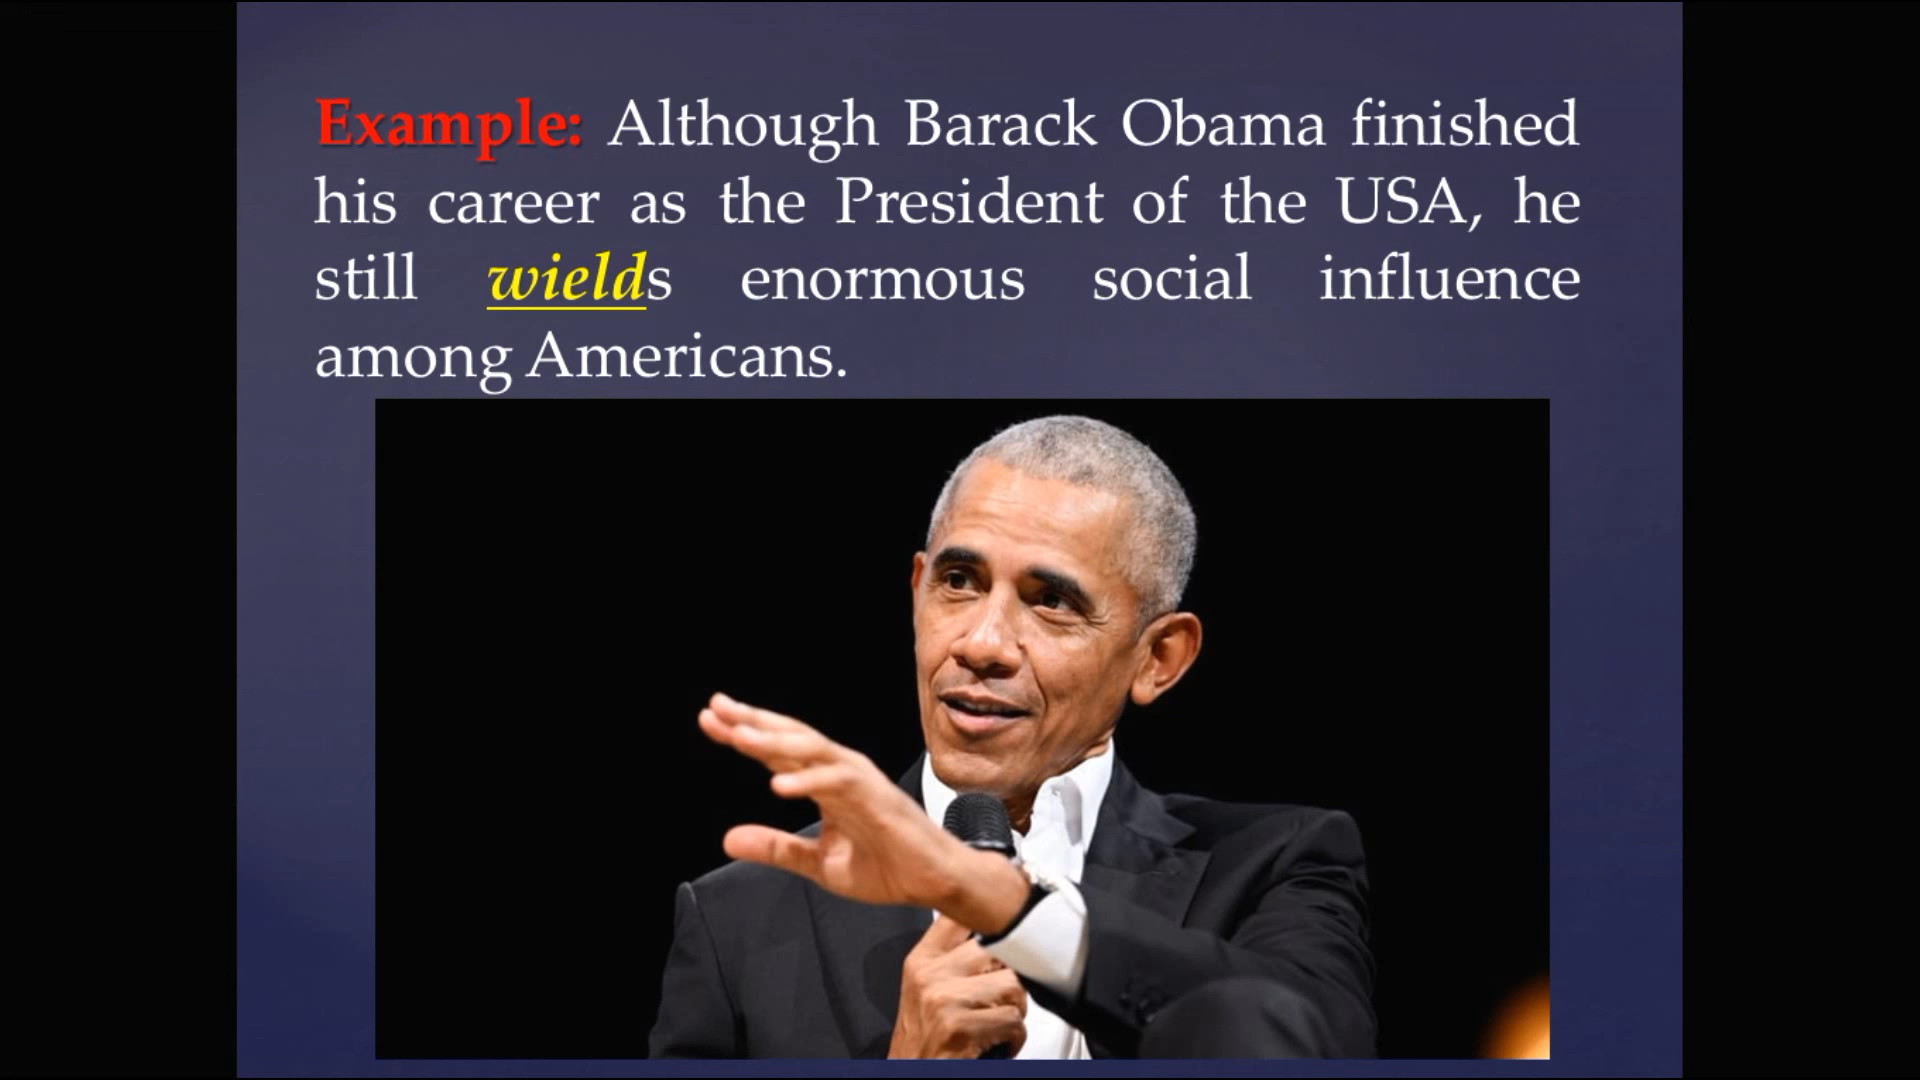 Example: Although Barack Obama finished
his career as the President of the USA, he
still wields enormous social influence
among Americans.